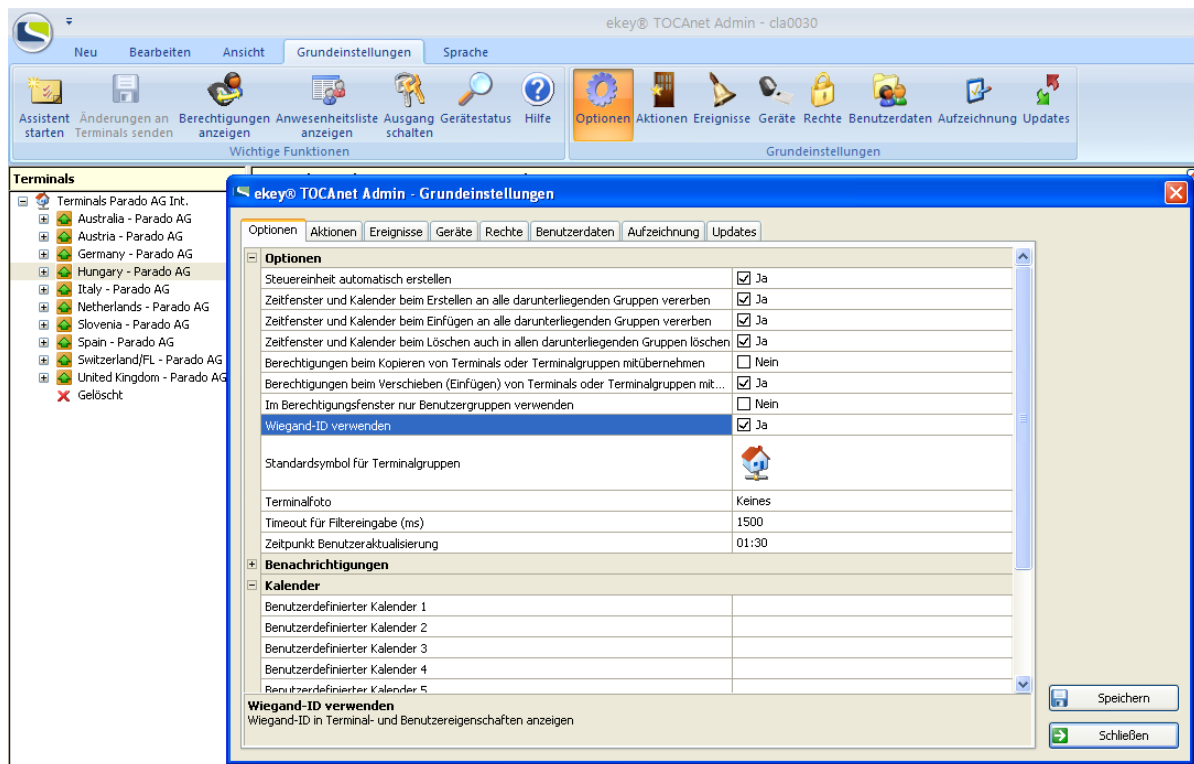 ekey® TOCAnet Admin - cla0030
Neu Bearbeiten Ansicht Grundeinstellungen Sprache
Assistent starten Änderungen an Terminals senden Berechtigungen anzeigen Anwesenheitsliste anzeigen Ausgang schalten Gerätestatus Hilfe
Optionen Aktionen Ereignisse Geräte Rechte Benutzerdaten Aufzeichnung Updates
Wichtige Funktionen Grundeinstellungen
Terminals
Terminals Parado AG Int.
Australia - Parado AG
Austria - Parado AG
Germany - Parado AG
Hungary - Parado AG
Italy - Parado AG
Netherlands - Parado AG
Slovenia - Parado AG
Spain - Parado AG
Switzerland/FL - Parado AG
United Kingdom - Parado AG
Gelöscht
ekey® TOCAnet Admin - Grundeinstellungen
Optionen Aktionen Ereignisse Geräte Rechte Benutzerdaten Aufzeichnung Updates
Optionen
Steuereinheit automatisch erstellen Ja
Zeitfenster und Kalender beim Erstellen an alle darunterliegenden Gruppen vererben Ja
Zeitfenster und Kalender beim Einfügen an alle darunterliegenden Gruppen vererben Ja
Zeitfenster und Kalender beim Löschen auch in allen darunterliegenden Gruppen löschen Ja
Berechtigungen beim Kopieren von Terminals oder Terminalgruppen mitübernehmen Nein
Berechtigungen beim Verschieben (Einfügen) von Terminals oder Terminalgruppen mit... Ja
Im Berechtigungsfenster nur Benutzergruppen verwenden Nein
Wiegand-ID verwenden Ja
Standardsymbol für Terminalgruppen
Terminalfoto Keines
Timeout für Filtereingabe (ms) 1500
Zeitpunkt Benutzeraktualisierung 01:30
Benachrichtigungen
Kalender
Benutzerdefinierter Kalender 1
Benutzerdefinierter Kalender 2
Benutzerdefinierter Kalender 3
Benutzerdefinierter Kalender 4
Benutzerdefinierter Kalender 5
Wiegand-ID verwenden
Wiegand-ID in Terminal- und Benutzereigenschaften anzeigen
Speichern
Schließen